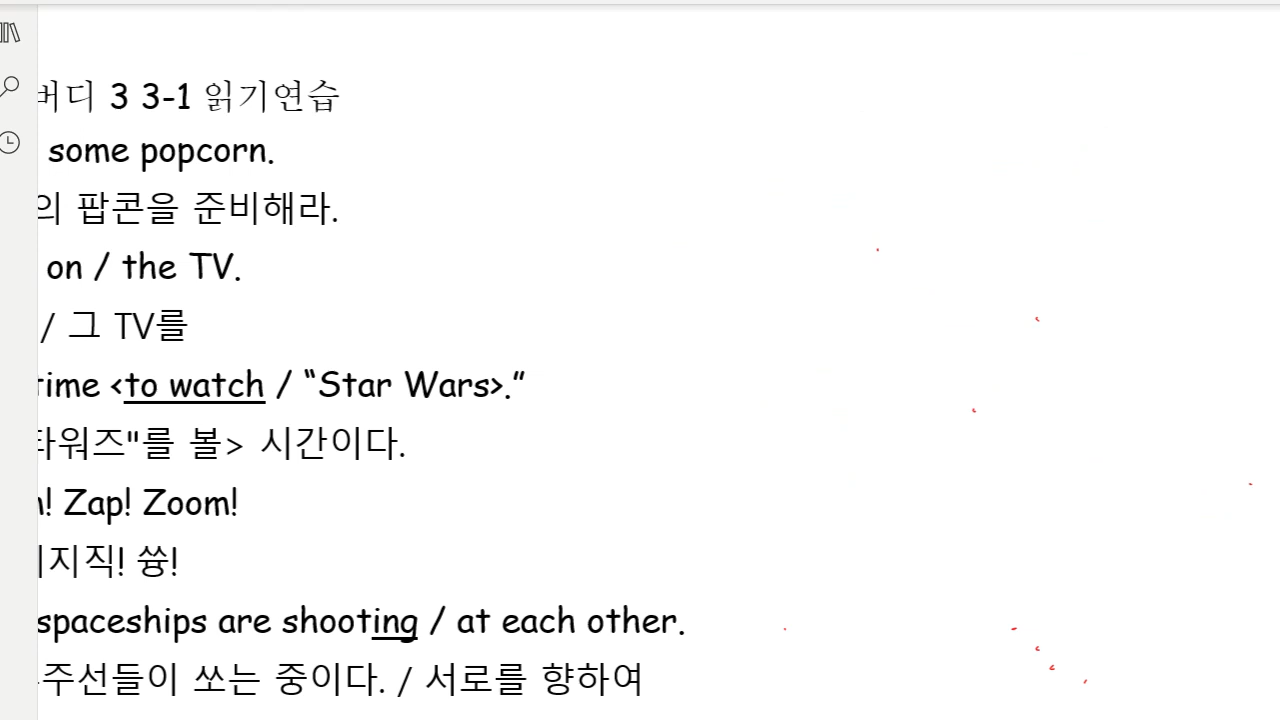 버디 3 3-1 읽기연습
some popcorn.
의 팝콘을 준비해라.
on / the TV.
/ 그 TV를
time <to watch / “Star Wars>.”
타워즈"를 볼> 시간이다.
! Zap! Zoom!
지직! 쓩!
spaceships are shooting / at each other.
주선들이 쏘는 중이다. / 서로를 향하여